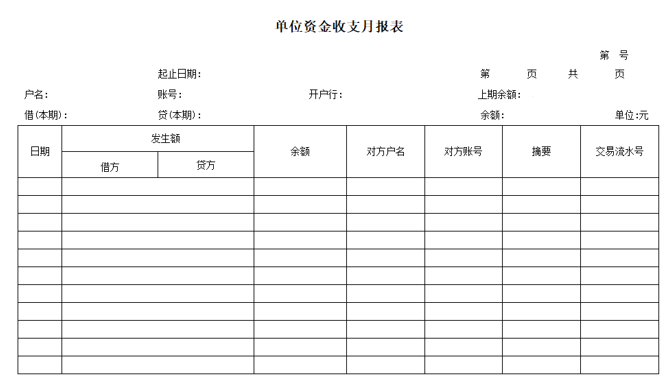 单位资金收支月报表
第 号
起止日期: 第 页 共 页
户名: 账号: 开户行: 上期余额:
借(本期): 贷(本期): 余额: 单位:元
日期 发生额 余额 对方户名 对方账号 摘要 交易流水号
借方 贷方